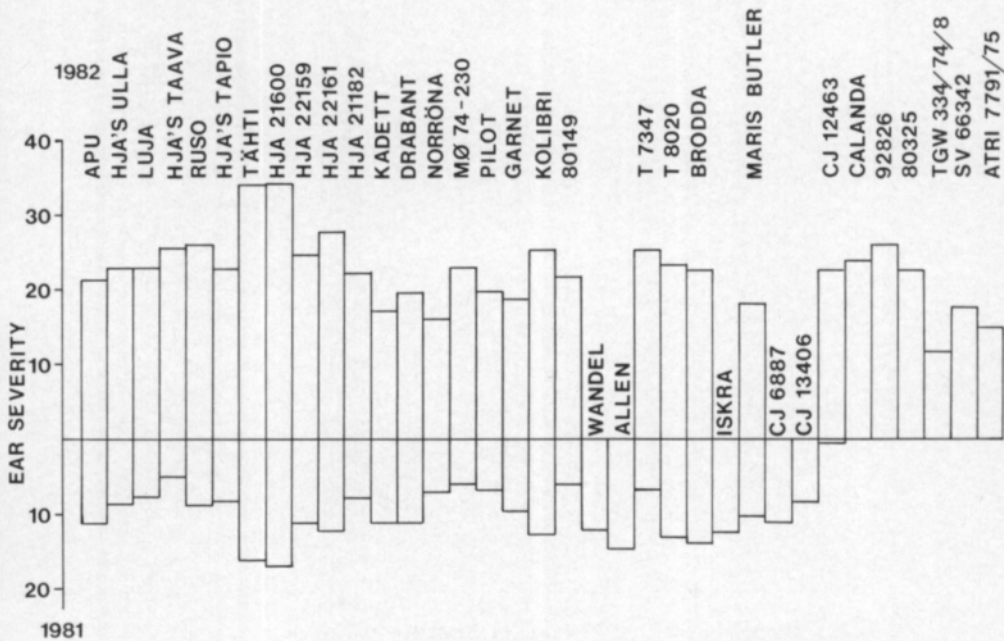 1982
40
30
20
10
10
20
1981
EAR SEVERITY
APU
HJA'S ULLA
LUJA
HJA'S TAAVA
RUSO
HJA'S TAPIO
TÄHTI
HJA 21600
HJA 22159
HJA 22161
HJA 21182
KADETT
DRABANT
NORRÖNA
MØ 74-230
PILOT
GARNET
KOLIBRI
80149
WANDEL
ALLEN
T 7347
T 8020
BRODDA
ISKRA
MARIS BUTLER
CJ 6887
CJ 13406
CJ 12463
CALANDA
92826
80325
TGW 334/74/8
SV 66342
ATRI 7791/75